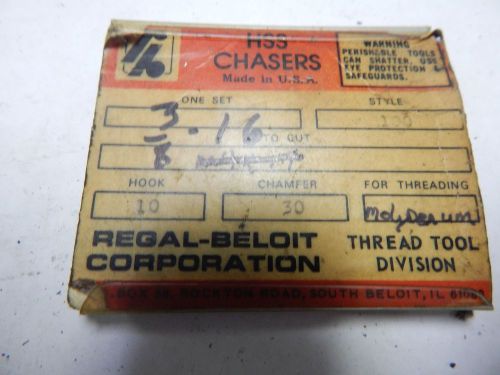 HSS
CHASERS
Made in U.S.A.
WARNING
PERISHABLE TOOLS
CAN SHATTER. USE
EYE PROTECTION &
SAFEGUARDS.
ONE SET
STYLE
3/8 - 16
TO CUT
HOOK
CHAMFER
FOR THREADING
10
30
REGAL-BELOIT
CORPORATION
THREAD TOOL
DIVISION
BOX 38, ROCKTON ROAD, SOUTH BELOIT, IL